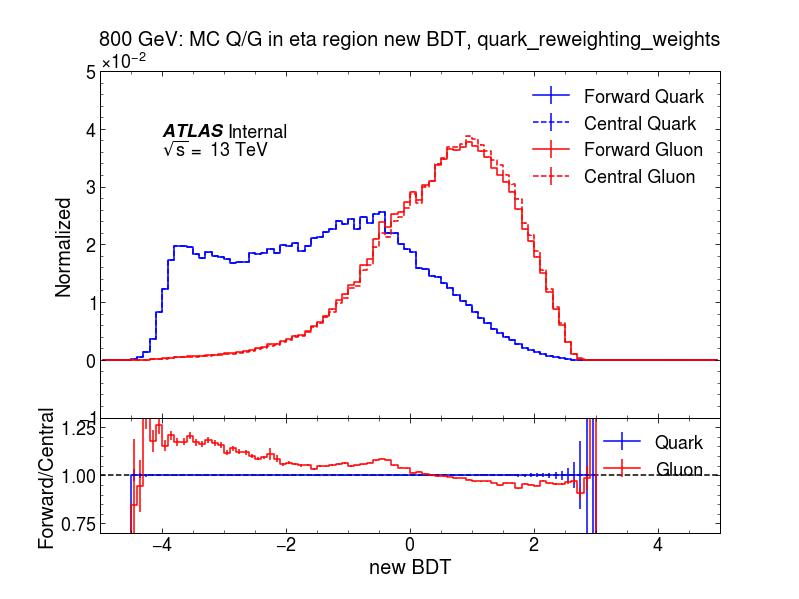 800 GeV: MC Q/G in eta region new BDT, quark_reweighting_weights
×10⁻²
5
4
3
2
1
0
−1
Normalized
ATLAS Internal
√s = 13 TeV
Forward Quark
Central Quark
Forward Gluon
Central Gluon
1.25
1.00
0.75
Forward/Central
Quark
Gluon
−4 −2 0 2 4
new BDT